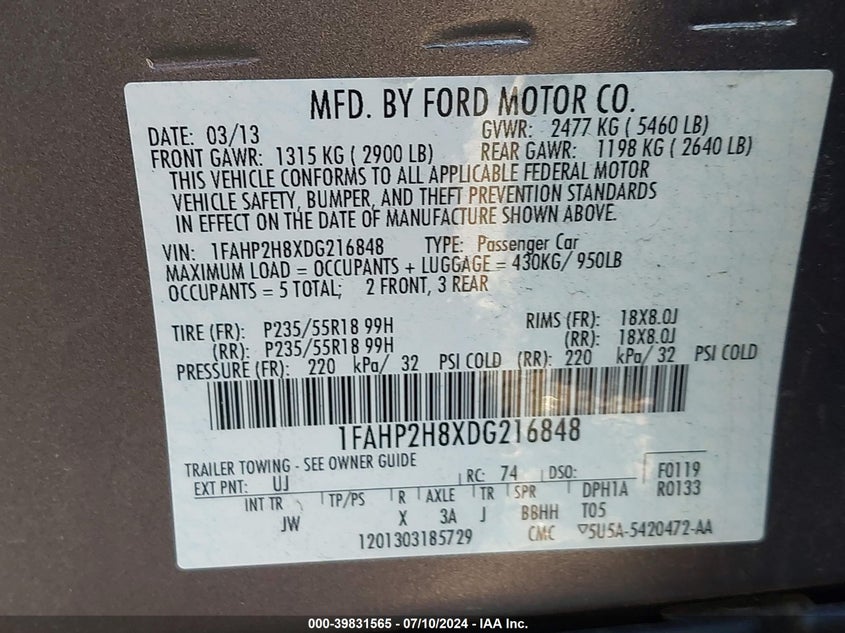 MFD. BY FORD MOTOR CO.
DATE: 03/13 GVWR: 2477 KG ( 5460 LB)
FRONT GAWR: 1315 KG ( 2900 LB) REAR GAWR: 1198 KG ( 2640 LB)
THIS VEHICLE CONFORMS TO ALL APPLICABLE FEDERAL MOTOR
VEHICLE SAFETY, BUMPER, AND THEFT PREVENTION STANDARDS
IN EFFECT ON THE DATE OF MANUFACTURE SHOWN ABOVE.
VIN: 1FAHP2H8XDG216848 TYPE: Passenger Car
MAXIMUM LOAD = OCCUPANTS + LUGGAGE = 430KG/ 950LB
OCCUPANTS = 5 TOTAL; 2 FRONT, 3 REAR
TIRE (FR): P235/55R18 99H RIMS (FR): 18X8.0J
(RR): P235/55R18 99H (RR): 18X8.0J
PRESSURE (FR): 220 kPa/ 32 PSI COLD (RR): 220 kPa/ 32 PSI COLD
1FAHP2H8XDG216848
TRAILER TOWING - SEE OWNER GUIDE
EXT PNT: UJ RC: 74 DSO: F0119
INT TR TP/PS R AXLE TR SPR DPH1A R0133
JW X 3A J BBHH T05
1201303185729 CMC ▽5U5A-5420472-AA
000-39831565 / 07/10/2024 - IAA Inc.